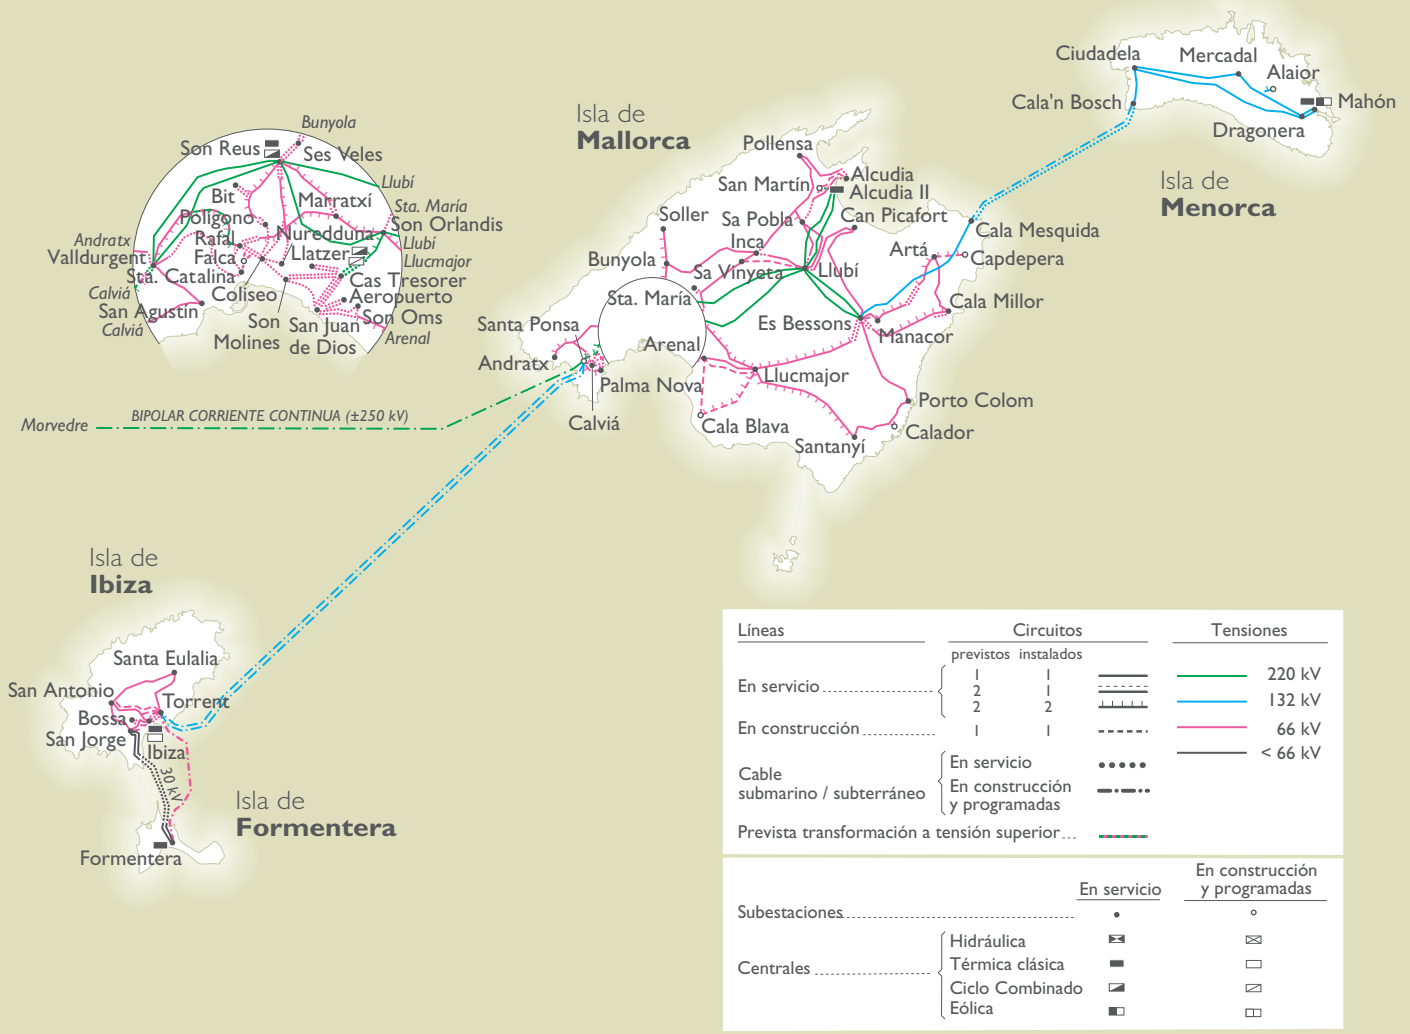 Isla de
Mallorca
Isla de
Menorca
Ciudadela
Mercadal
Alaior
Cala'n Bosch
Mahón
Dragonera
Bunyola
Son Reus
Ses Veles
Llubí
Bit
Marratxí
Sta. María
Polígono
Son Orlandis
Nuredduna
Andratx
Rafal
Llubí
Valldurgent
Falca
Llatzer
Llucmajor
Sta. Catalina
Cas Tresorer
Calviá
Coliseo
Aeropuerto
San Agustín
Son
Molines
San Juan
de Dios
Son Oms
Calviá
Arenal
Pollensa
Alcudia
San Martín
Alcudia II
Soller
Sa Pobla
Can Picafort
Inca
Cala Mesquida
Bunyola
Artá
Capdepera
Sa Vinyeta
Llubí
Sta. María
Cala Millor
Santa Ponsa
Es Bessons
Manacor
Arenal
Andratx
Palma Nova
Llucmajor
Calviá
Cala Blava
Porto Colom
Santanyí
Calador
Morvedre
BIPOLAR CORRIENTE CONTINUA (±250 kV)
Isla de
Ibiza
Santa Eulalia
San Antonio
Torrent
Bossa
San Jorge
Ibiza
30 kV
Isla de
Formentera
Formentera
Líneas
Circuitos
Tensiones
previstos instalados
En servicio
1 1
2 1
2 2
220 kV
132 kV
En construcción
1 1
66 kV
< 66 kV
Cable
submarino / subterráneo
En servicio
En construcción
y programadas
Prevista transformación a tensión superior
En servicio
En construcción
y programadas
Subestaciones
Centrales
Hidráulica
Térmica clásica
Ciclo Combinado
Eólica